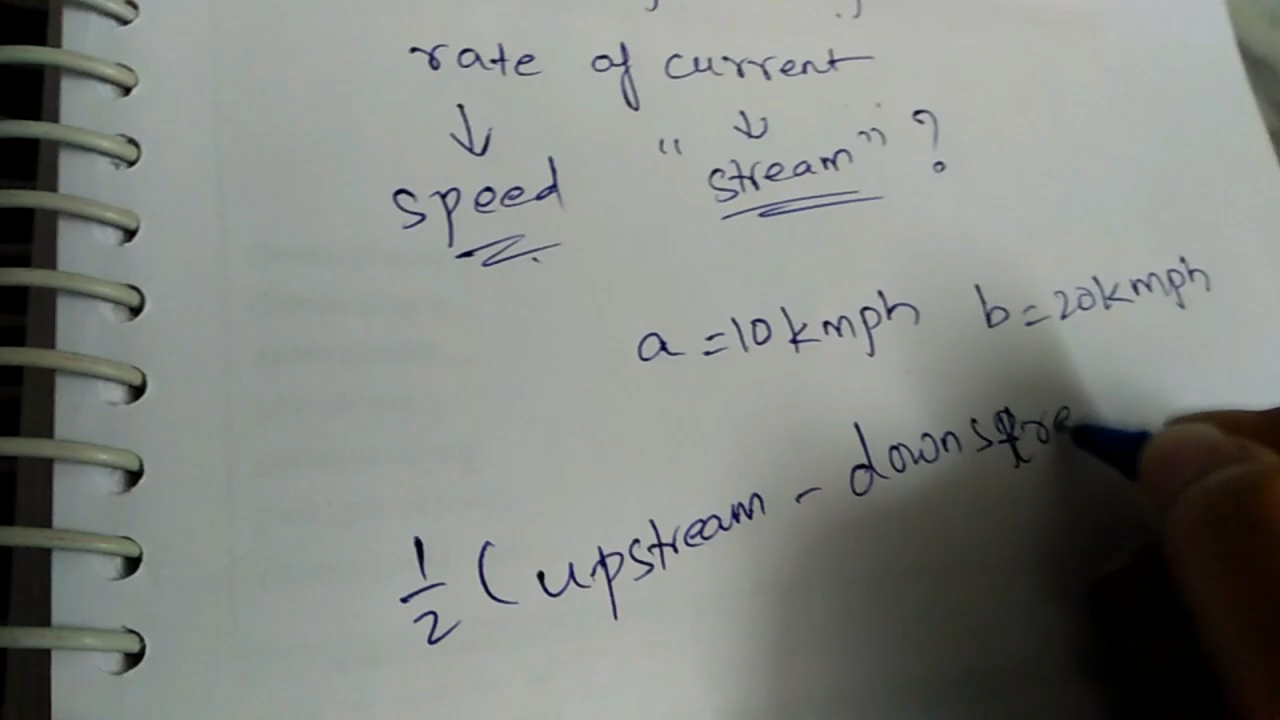 rate of current
↓ ↓
speed "stream" ?
a = 10 kmph b = 20 kmph
1/2 ( upstream - downstre